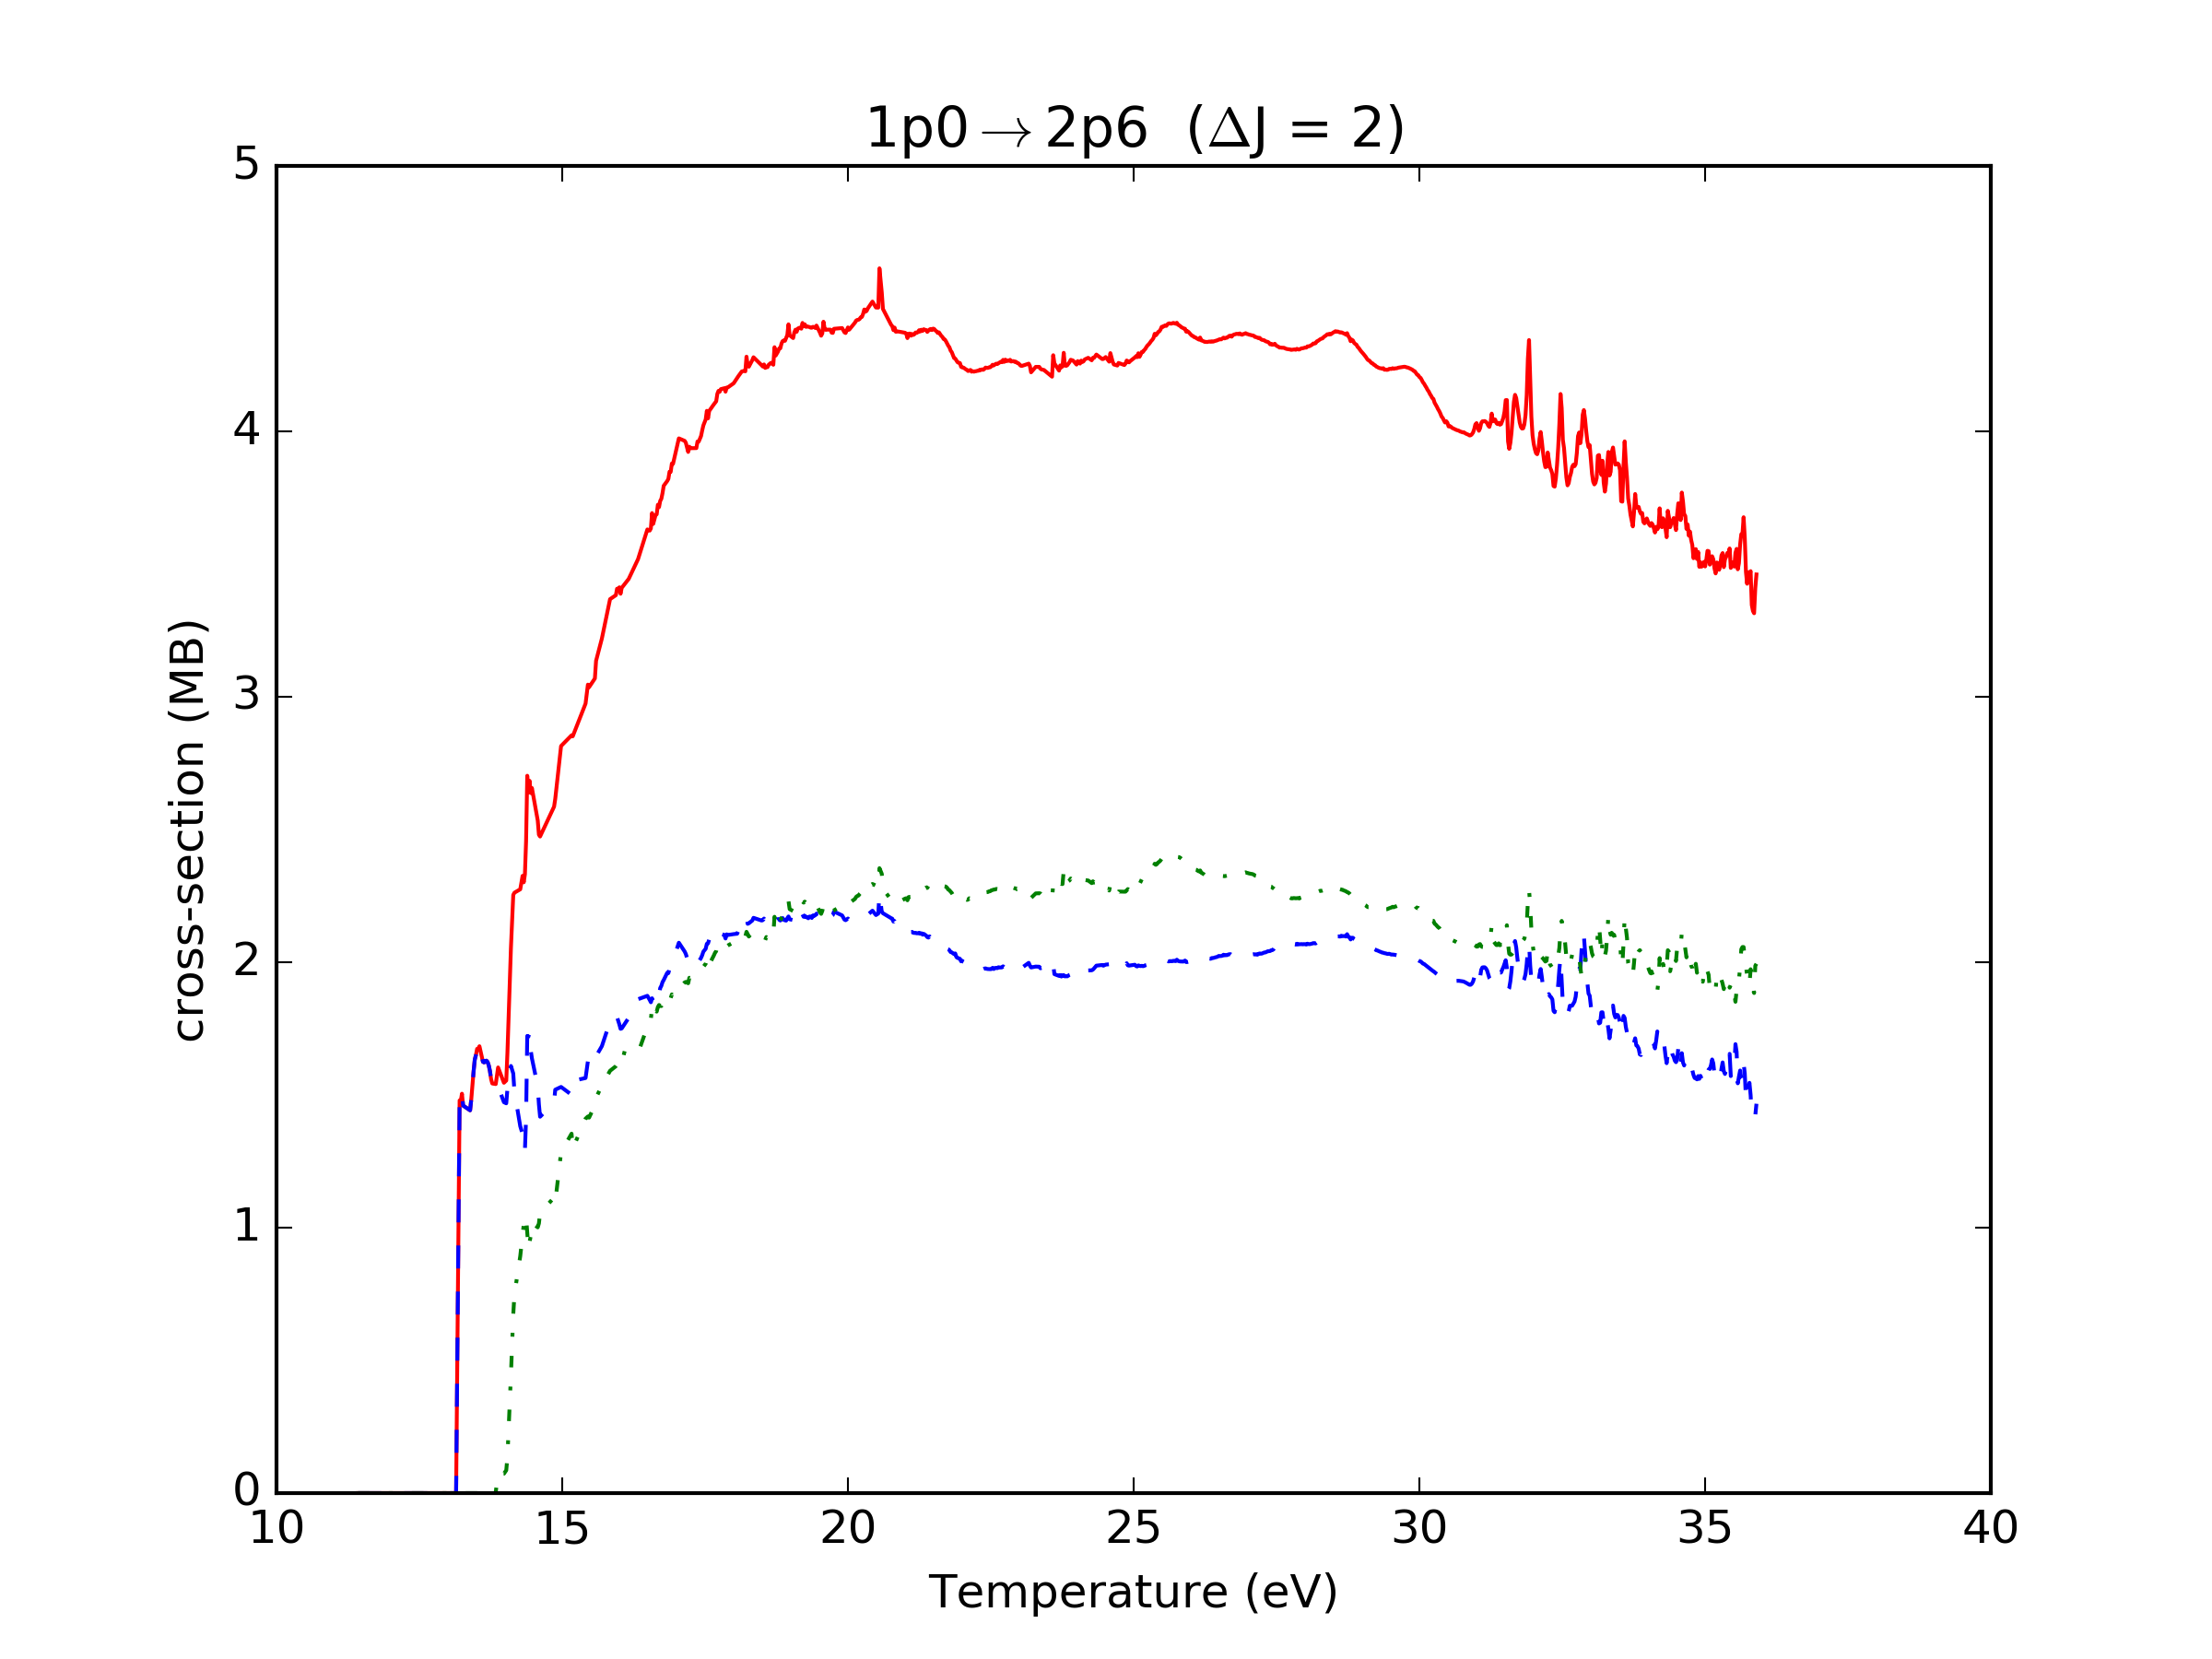 1p0→2p6 (ΔJ = 2)
5
4
3
2
1
0
cross-section (MB)
10 15 20 25 30 35 40
Temperature (eV)